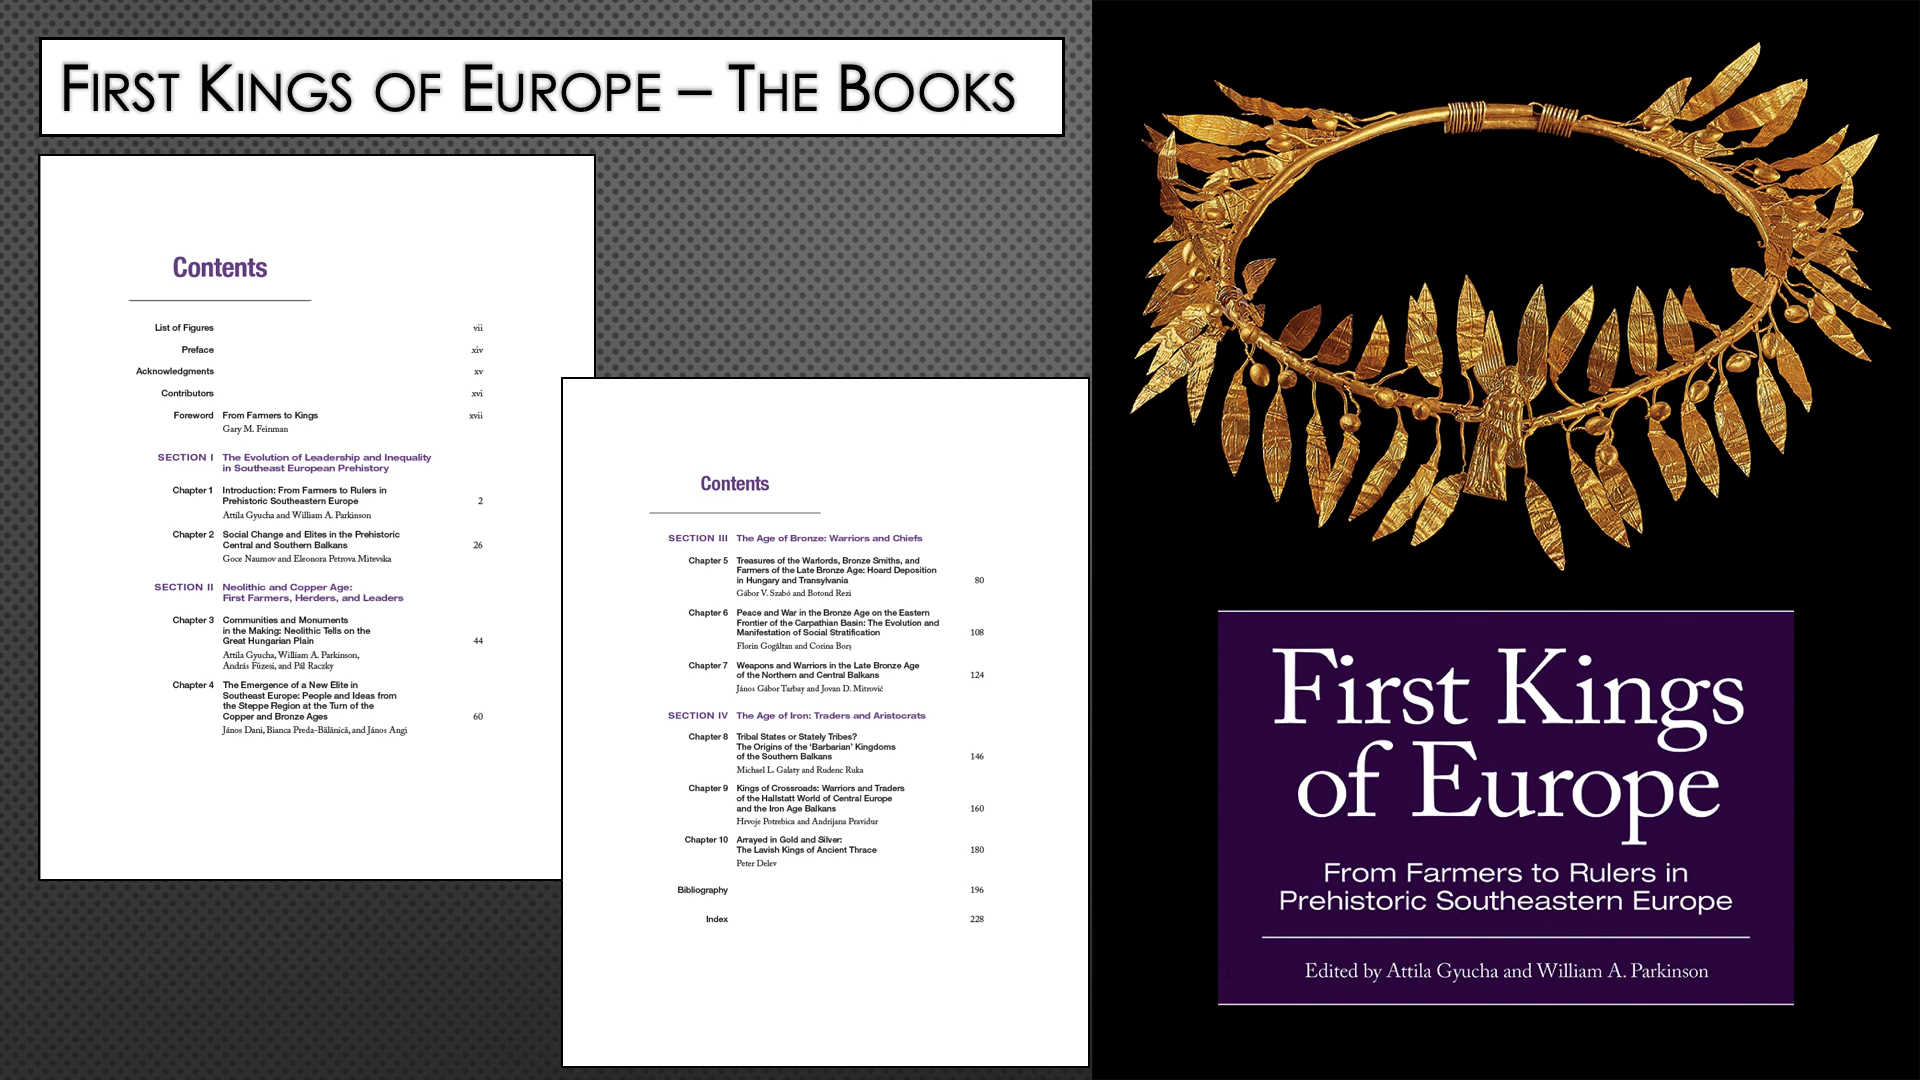 First Kings of Europe – The Books
Contents
List of Figures vii
Preface xiv
Acknowledgments xv
Contributors xvi
Foreword From Farmers to Kings xvii
Gary M. Feinman
SECTION I The Evolution of Leadership and Inequality
in Southeast European Prehistory
Chapter 1 Introduction: From Farmers to Rulers in
Prehistoric Southeastern Europe 2
Attila Gyucha and William A. Parkinson
Chapter 2 Social Change and Elites in the Prehistoric
Central and Southern Balkans 26
Goce Naumov and Eleonora Petrova Mitevska
SECTION II Neolithic and Copper Age:
First Farmers, Herders, and Leaders
Chapter 3 Communities and Monuments
in the Making: Neolithic Tells on the
Great Hungarian Plain 44
Attila Gyucha, William A. Parkinson,
András Füzesi, and Pál Raczky
Chapter 4 The Emergence of a New Elite in
Southeast Europe: People and Ideas from
the Steppe Region at the Turn of the
Copper and Bronze Ages 60
János Dani, Bianca Preda-Bălănică, and János Angi
Contents
SECTION III The Age of Bronze: Warriors and Chiefs
Chapter 5 Treasures of the Warlords, Bronze Smiths, and
Farmers of the Late Bronze Age: Hoard Deposition
in Hungary and Transylvania 80
Gábor V. Szabó and Botond Rezi
Chapter 6 Peace and War in the Bronze Age on the Eastern
Frontier of the Carpathian Basin: The Evolution and
Manifestation of Social Stratification 108
Florin Gogâltan and Corina Borș
Chapter 7 Weapons and Warriors in the Late Bronze Age
of the Northern and Central Balkans 124
János Gábor Tarbay and Jovan D. Mitrović
SECTION IV The Age of Iron: Traders and Aristocrats
Chapter 8 Tribal States or Stately Tribes?
The Origins of the ‘Barbarian’ Kingdoms
of the Southern Balkans 146
Michael L. Galaty and Rudenc Ruka
Chapter 9 Kings of Crossroads: Warriors and Traders
of the Hallstatt World of Central Europe
and the Iron Age Balkans 160
Hrvoje Potrebica and Andrijana Pravidur
Chapter 10 Arrayed in Gold and Silver:
The Lavish Kings of Ancient Thrace 180
Peter Delev
Bibliography 196
Index 228
First Kings
of Europe
From Farmers to Rulers in
Prehistoric Southeastern Europe
Edited by Attila Gyucha and William A. Parkinson